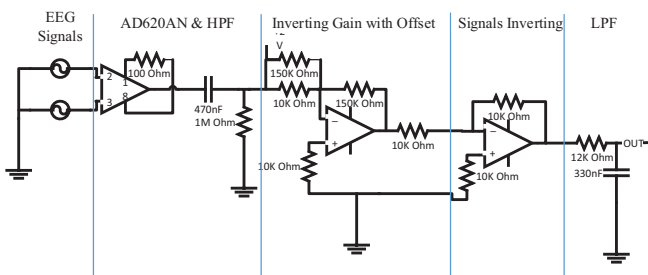 EEG
Signals
AD620AN & HPF
Inverting Gain with Offset
Signals Inverting
LPF
V
2
1
100 Ohm
8
3
470nF
1M Ohm
150K Ohm
10K Ohm
150K Ohm
−
+
10K Ohm
10K Ohm
10K Ohm
−
+
10K Ohm
12K Ohm
OUT
330nF